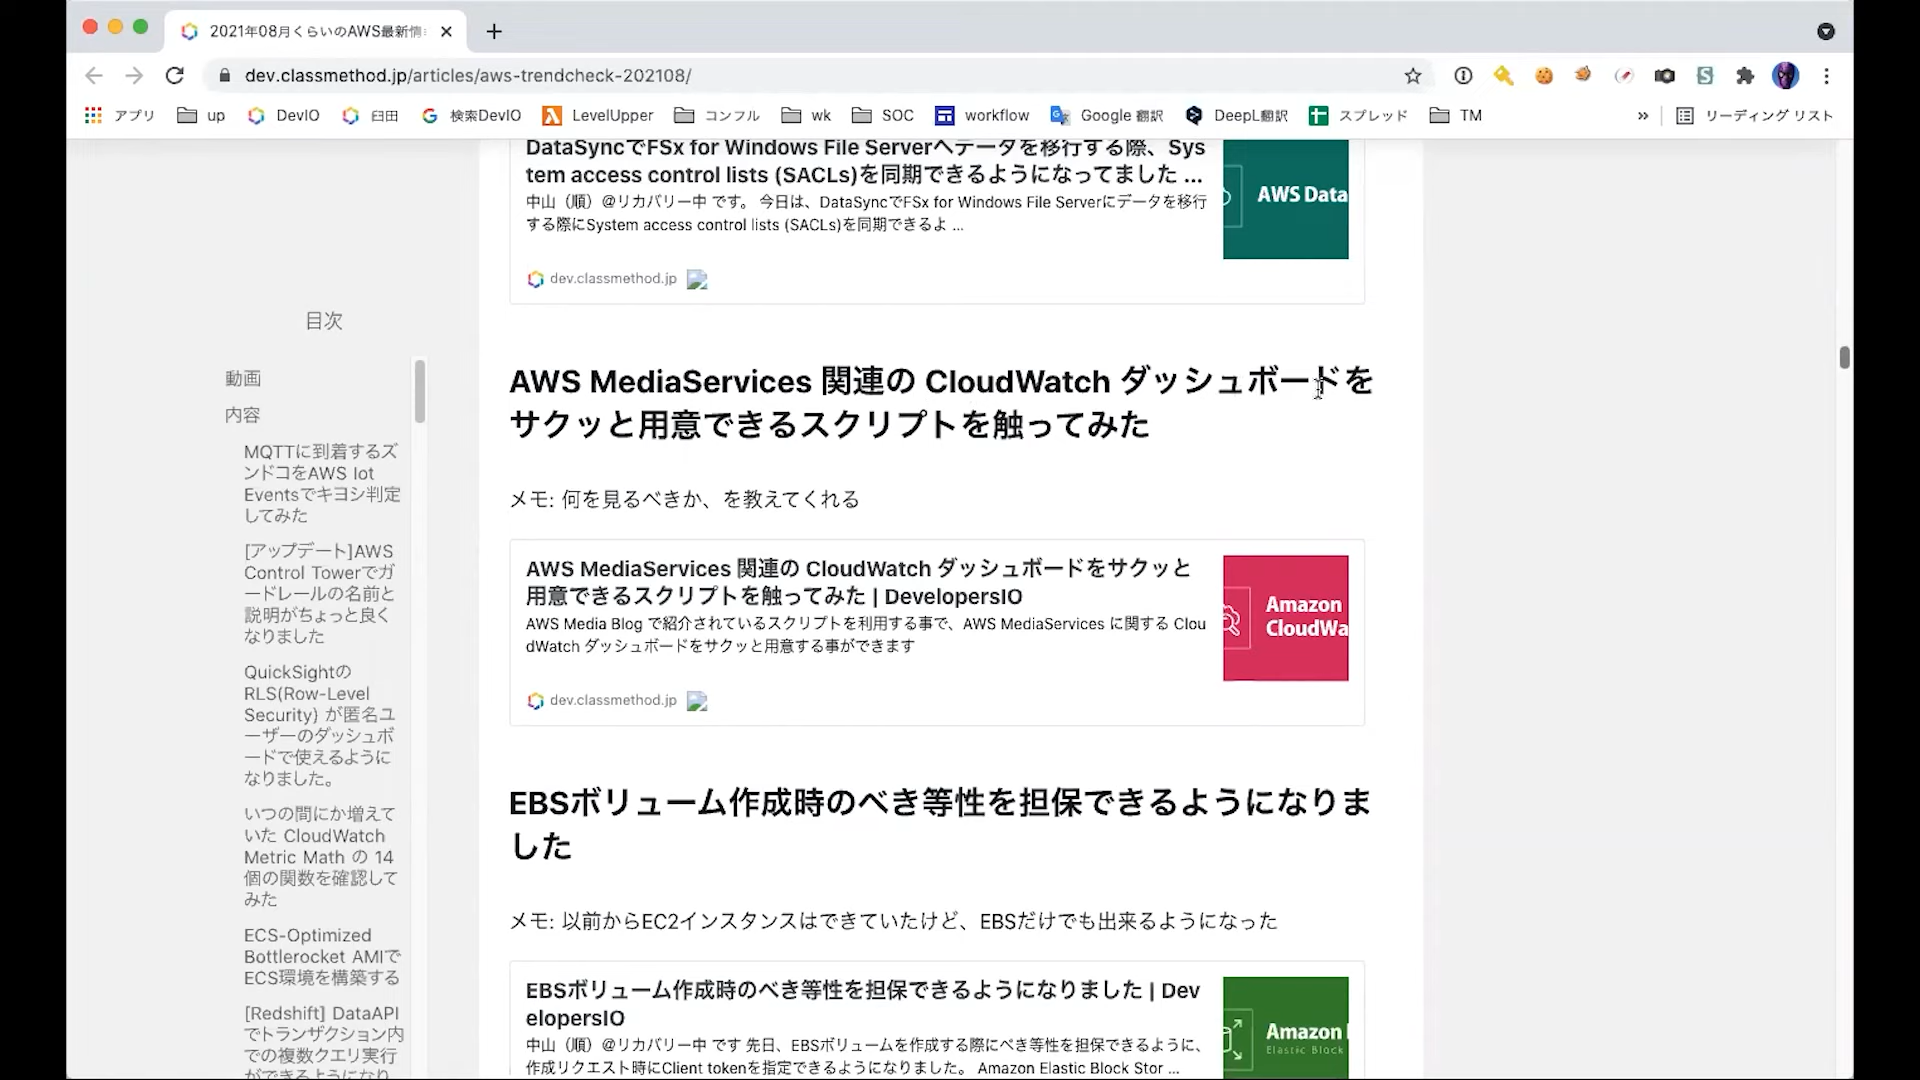 2021年08月くらいのAWS最新情
dev.classmethod.jp/articles/aws-trendcheck-202108/
アプリ up DevIO 臼田 検索DevIO LevelUpper コンフル wk SOC workflow Google 翻訳 DeepL翻訳 スプレッド TM » リーディング リスト
目次
動画
内容
MQTTに到着するズ
ンドコをAWS Iot
Eventsでキヨシ判定
してみた
[アップデート]AWS
Control Towerでガ
ードレールの名前と
説明がちょっと良く
なりました
QuickSightの
RLS(Row-Level
Security) が匿名ユ
ーザーのダッシュボ
ードで使えるように
なりました。
いつの間にか増えて
いた CloudWatch
Metric Math の 14
個の関数を確認して
みた
ECS-Optimized
Bottlerocket AMIで
ECS環境を構築する
[Redshift] DataAPI
でトランザクション内
での複数クエリ実行
ができるようになり
DataSyncでFSx for Windows File Serverへデータを移行する際、Sys
tem access control lists (SACLs)を同期できるようになってました ...
中山（順）@リカバリー中 です。 今日は、DataSyncでFSx for Windows File Serverにデータを移行
する際にSystem access control lists (SACLs)を同期できるよ ...
dev.classmethod.jp
AWS Data
AWS MediaServices 関連の CloudWatch ダッシュボードを
サクッと用意できるスクリプトを触ってみた
メモ: 何を見るべきか、を教えてくれる
AWS MediaServices 関連の CloudWatch ダッシュボードをサクッと
用意できるスクリプトを触ってみた | DevelopersIO
AWS Media Blog で紹介されているスクリプトを利用する事で、AWS MediaServices に関する Clou
dWatch ダッシュボードをサクッと用意する事ができます
dev.classmethod.jp
Amazon
CloudWa
EBSボリューム作成時のべき等性を担保できるようになりま
した
メモ: 以前からEC2インスタンスはできていたけど、EBSだけでも出来るようになった
EBSボリューム作成時のべき等性を担保できるようになりました | Dev
elopersIO
中山（順）@リカバリー中 です 先日、EBSボリュームを作成する際にべき等性を担保できるように、
作成リクエスト時にClient tokenを指定できるようになりました。 Amazon Elastic Block Stor ...
Amazon
Elastic Block